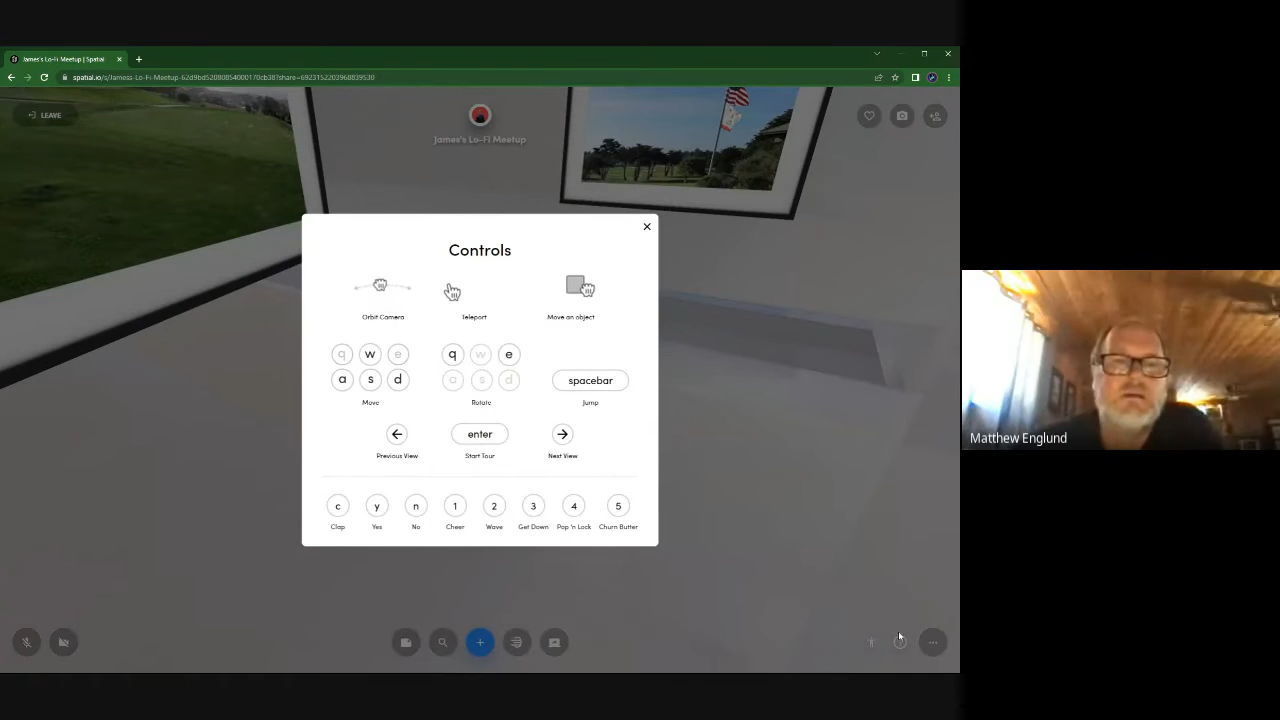 James's Lo-Fi Meetup | Spatial
spatial.io/s/Jamess-Lo-Fi-Meetup-62d9bd52080854000170cb38?share=6923152203968839530
LEAVE
James's Lo-Fi Meetup
Controls
Orbit Camera
Teleport
Move an object
q w e
q w e
a s d
a s d
spacebar
Move
Rotate
Jump
enter
Previous View
Start Tour
Next View
c y n 1 2 3 4 5
Clap Yes No Cheer Wave Get Down Pop 'n Lock Churn Butter
Matthew Englund